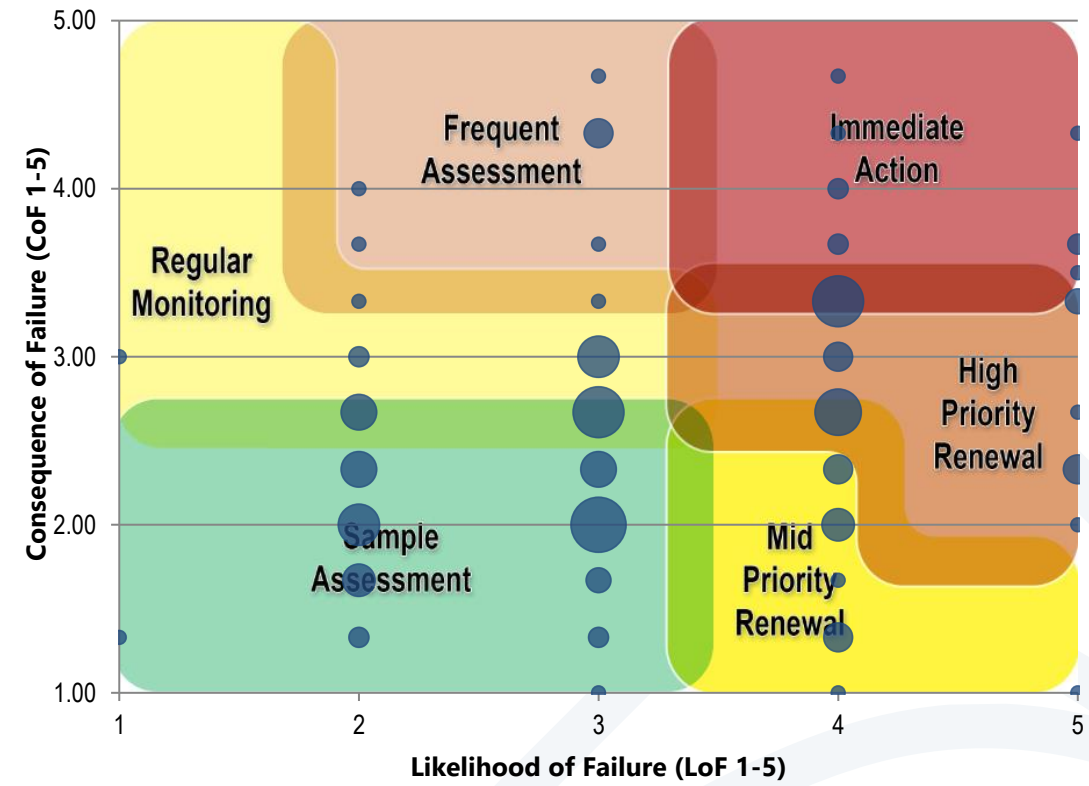 5.00
4.00
3.00
2.00
1.00
Consequence of Failure (CoF 1-5)
Frequent
Assessment
Immediate
Action
Regular
Monitoring
High
Priority
Renewal
Sample
Assessment
Mid
Priority
Renewal
1 2 3 4 5
Likelihood of Failure (LoF 1-5)